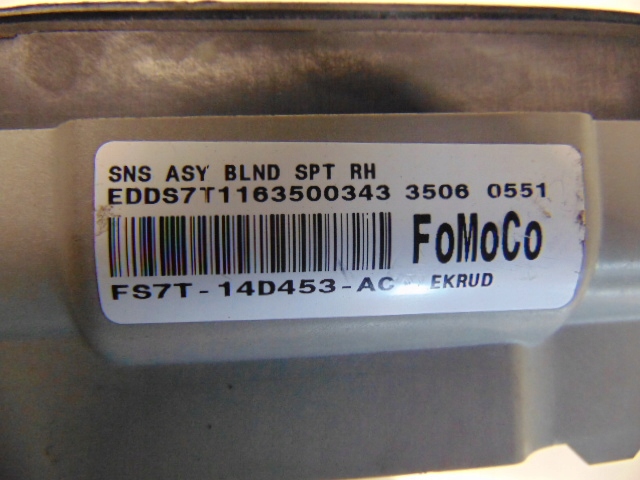 SNS ASY BLND SPT RH
EDDS7T1163500343 3506 0551
FoMoCo
FS7T-14D453-AC EKRUD